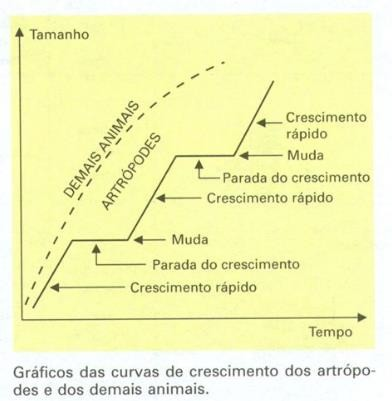 Tamanho
DEMAIS ANIMAIS
ARTRÓPODES
Crescimento
rápido
Muda
Parada do crescimento
Crescimento rápido
Muda
Parada do crescimento
Crescimento rápido
Tempo
Gráficos das curvas de crescimento dos artrópo-
des e dos demais animais.